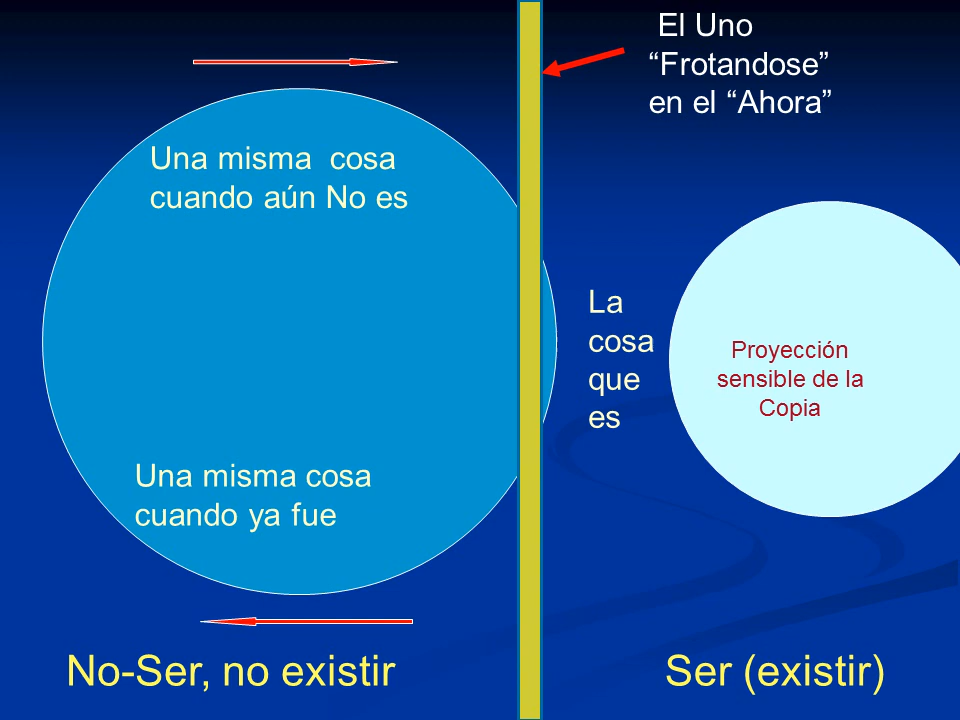 El Uno
“Frotandose”
en el “Ahora”
Una misma cosa
cuando aún No es
La
cosa
que
es
Proyección
sensible de la
Copia
Una misma cosa
cuando ya fue
No-Ser, no existir
Ser (existir)